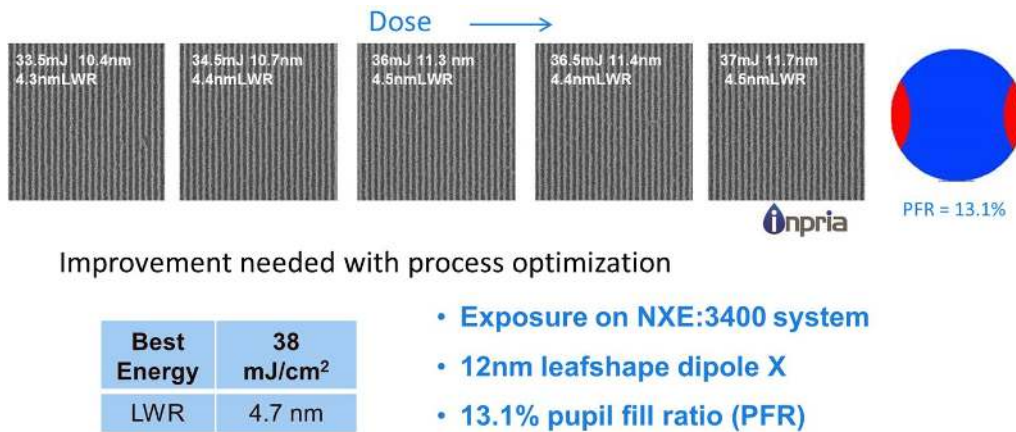 Dose
33.5mJ 10.4nm
4.3nmLWR
34.5mJ 10.7nm
4.4nmLWR
36mJ 11.3 nm
4.5nmLWR
36.5mJ 11.4nm
4.4nmLWR
37mJ 11.7nm
4.5nmLWR
inpria
PFR = 13.1%
Improvement needed with process optimization
Best
Energy
38
mJ/cm²
LWR
4.7 nm
• Exposure on NXE:3400 system
• 12nm leafshape dipole X
• 13.1% pupil fill ratio (PFR)